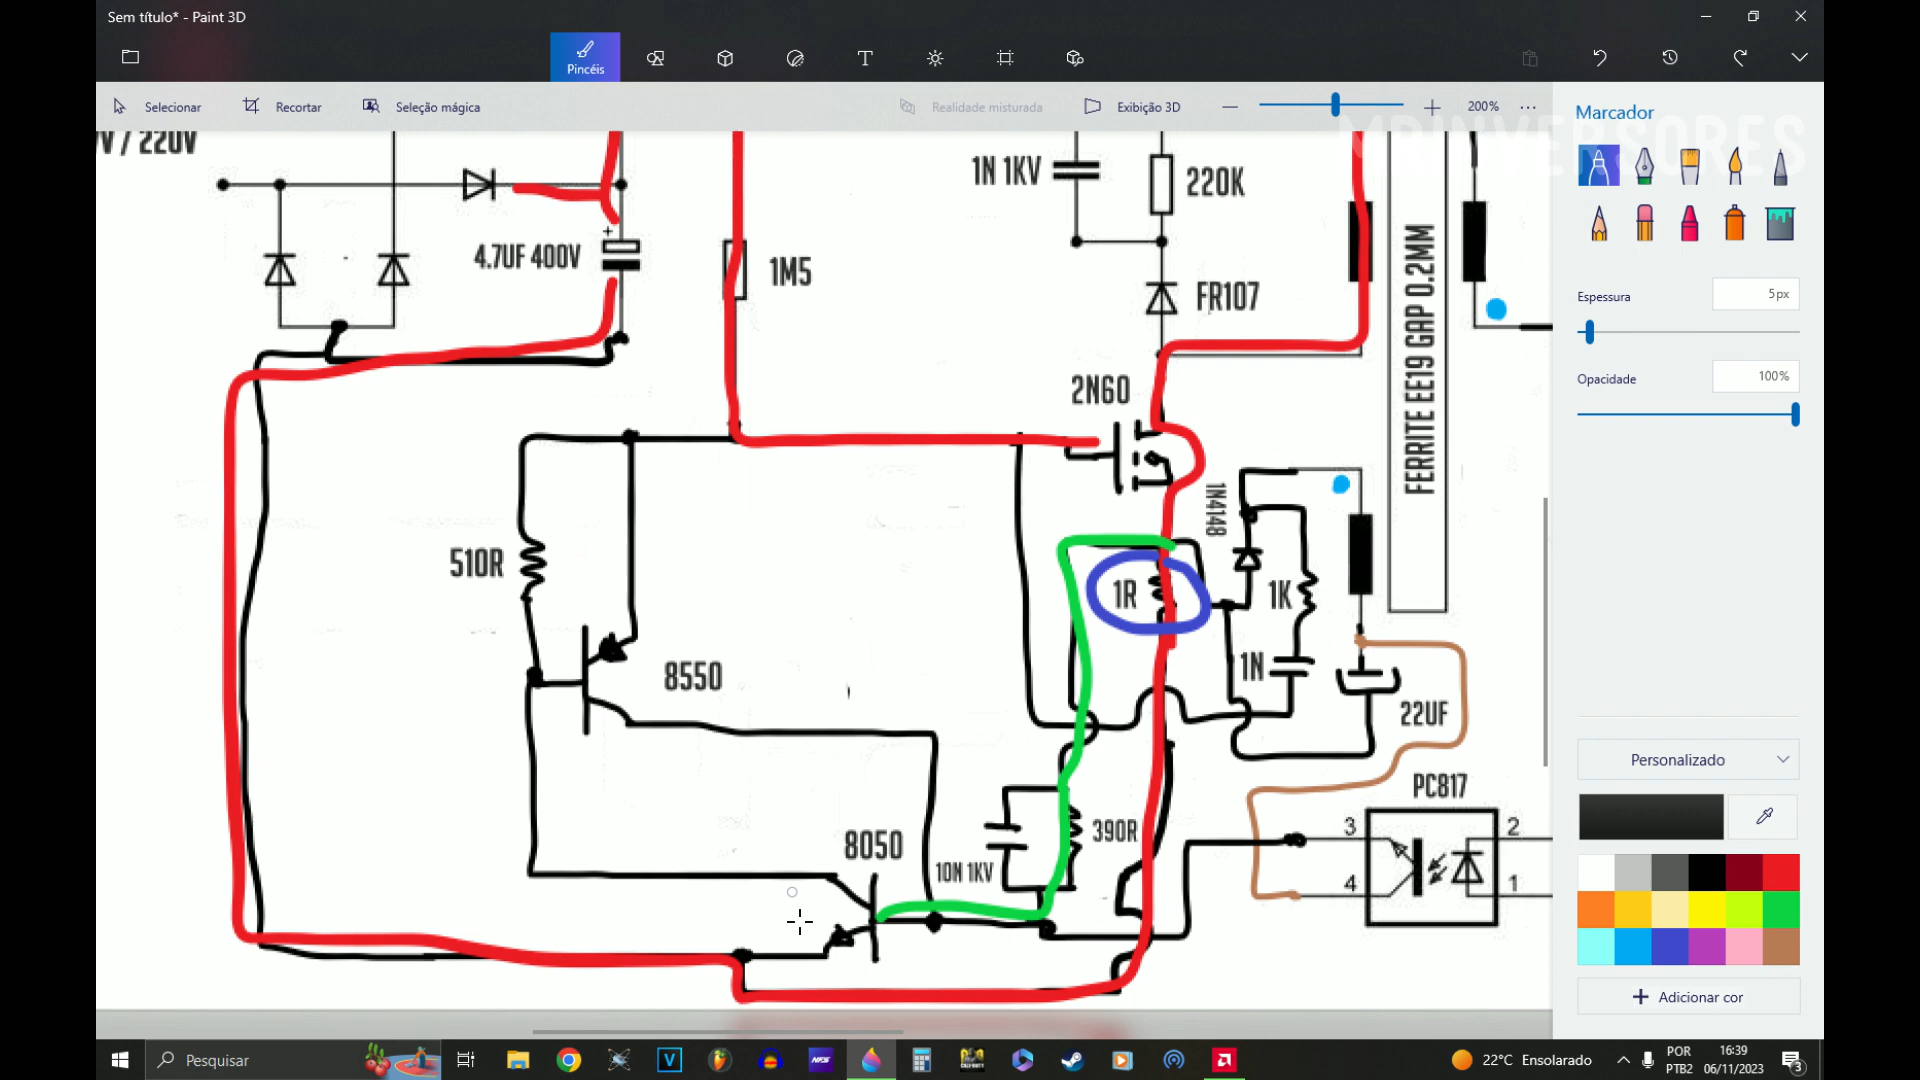 Sem título* - Paint 3D
Pincéis
Selecionar
Recortar
Seleção mágica
Realidade misturada
Exibição 3D
200%
Marcador
MRINVERSORES
V / 220V
4.7UF 400V
+
1M5
1N 1KV
220K
FR107
FERRITE EE19 GAP 0.2MM
2N60
1N4148
510R
1R
1K
8550
1N
22UF
8050
10N 1KV
390R
PC817
3
2
4
1
Espessura
5px
Opacidade
100%
Personalizado
Adicionar cor
Pesquisar
V
NFS
22°C Ensolarado
POR
PTB2
16:39
06/11/2023
3